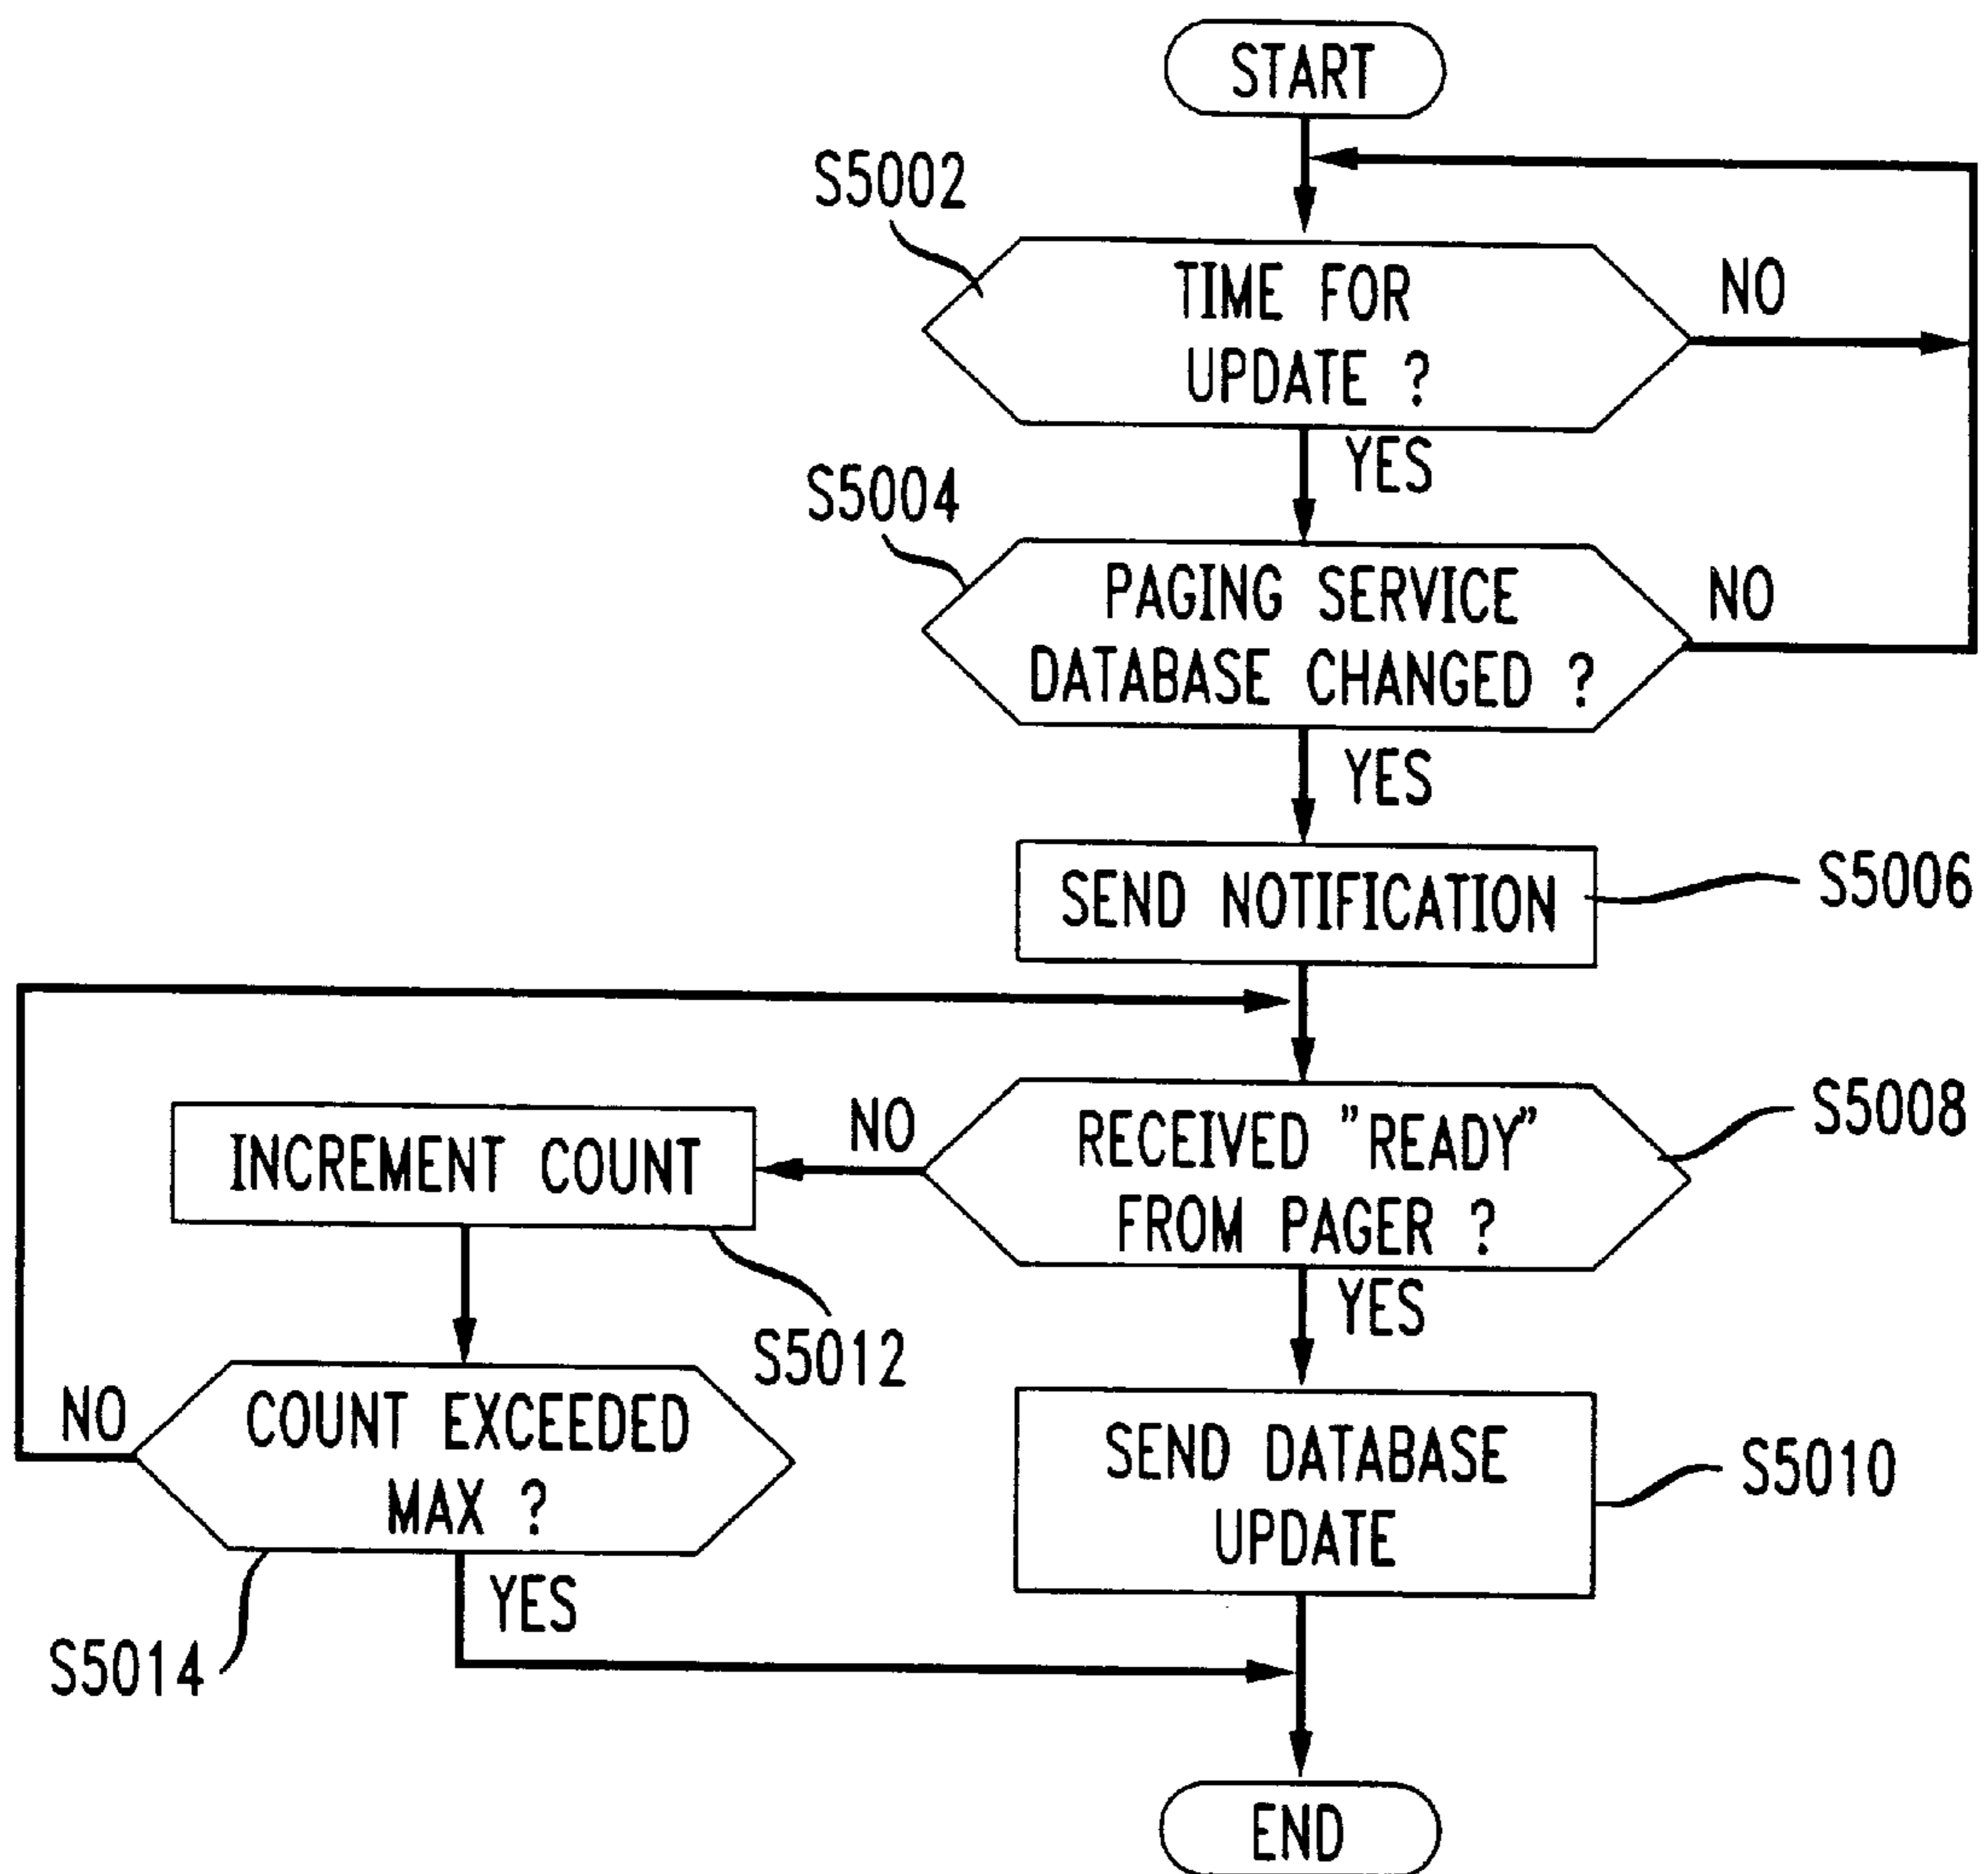 START
S5002
TIME FOR
UPDATE ?
NO
YES
S5004
PAGING SERVICE
DATABASE CHANGED ?
NO
YES
SEND NOTIFICATION
S5006
RECEIVED "READY"
FROM PAGER ?
S5008
NO
INCREMENT COUNT
S5012
YES
COUNT EXCEEDED
MAX ?
NO
SEND DATABASE
UPDATE
S5010
YES
S5014
END